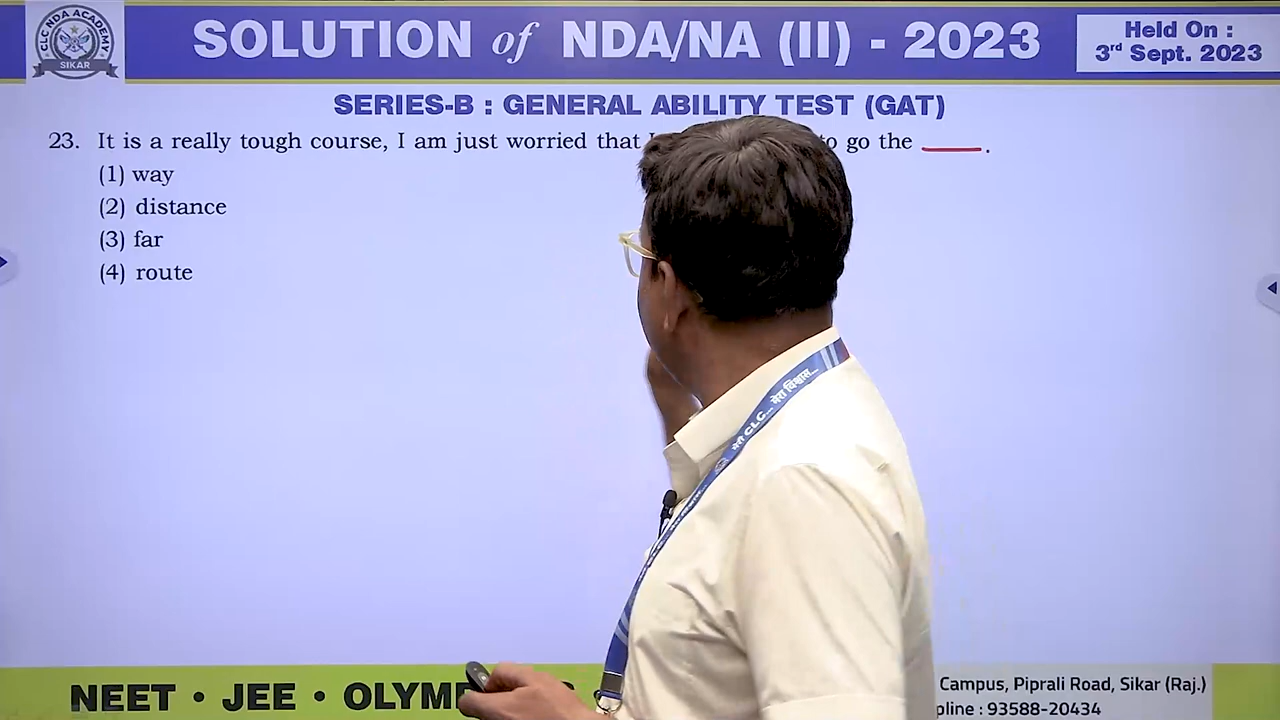 CLC NDA ACADEMY
SIKAR
SOLUTION of NDA/NA (II) - 2023
Held On :
3rd Sept. 2023
SERIES-B : GENERAL ABILITY TEST (GAT)
23. It is a really tough course, I am just worried that to go the ____.
(1) way
(2) distance
(3) far
(4) route
मेरा CLC... मेरा विश्वास...
NEET • JEE •
Campus, Piprali Road, Sikar (Raj.)
: 93588-20434